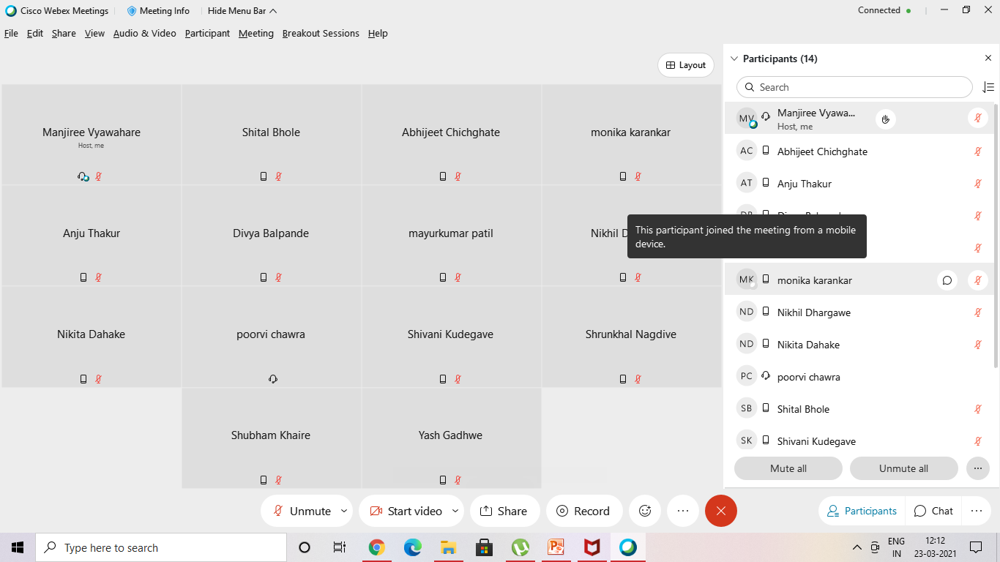 Cisco Webex Meetings
Meeting Info
Hide Menu Bar
Connected
File Edit Share View Audio & Video Participant Meeting Breakout Sessions Help
Layout
Manjiree Vyawahare
Host, me
Shital Bhole
Abhijeet Chichghate
monika karankar
Anju Thakur
Divya Balpande
mayurkumar patil
Nikhil D
Nikita Dahake
poorvi chawra
Shivani Kudegave
Shrunkhal Nagdive
Shubham Khaire
Yash Gadhwe
Participants (14)
Search
MV Manjiree Vyawa...
Host, me
AC Abhijeet Chichghate
AT Anju Thakur
This participant joined the meeting from a mobile
device.
MK monika karankar
ND Nikhil Dhargawe
ND Nikita Dahake
PC poorvi chawra
SB Shital Bhole
SK Shivani Kudegave
Mute all
Unmute all
Unmute
Start video
Share
Record
Participants
Chat
Type here to search
ENG
IN
12:12
23-03-2021